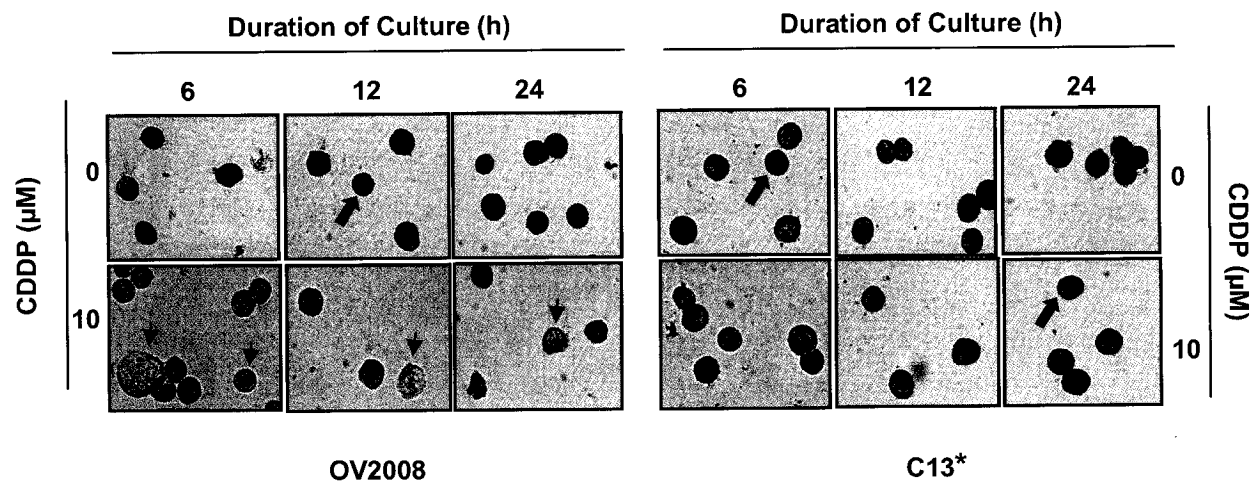 Duration of Culture (h) Duration of Culture (h)
6 12 24 6 12 24
CDDP (µM) 0 0 CDDP (µM)
10 10
OV2008 C13*